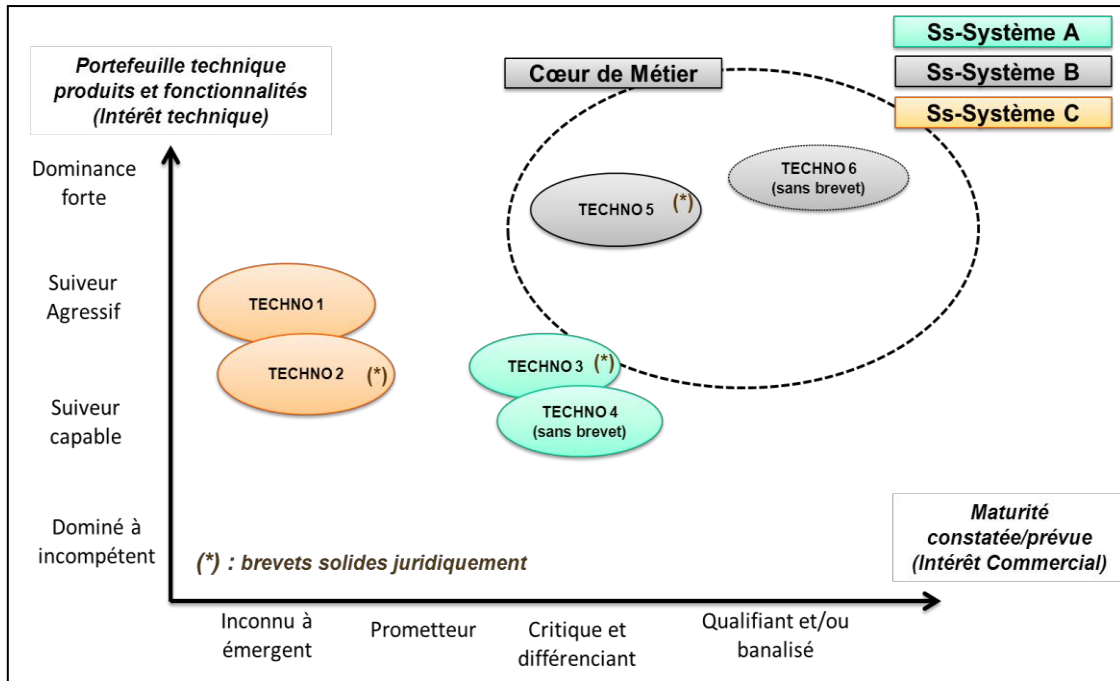 Portefeuille technique
produits et fonctionnalités
(Intérêt technique)
Cœur de Métier
Ss-Système A
Ss-Système B
Ss-Système C
Dominance
forte
TECHNO 6
(sans brevet)
TECHNO 5
(*)
Suiveur
Agressif
TECHNO 1
TECHNO 2
(*)
TECHNO 3
(*)
Suiveur
capable
TECHNO 4
(sans brevet)
Dominé à
incompétent
(*) : brevets solides juridiquement
Maturité
constatée/prévue
(Intérêt Commercial)
Inconnu à
émergent
Prometteur
Critique et
différenciant
Qualifiant et/ou
banalisé